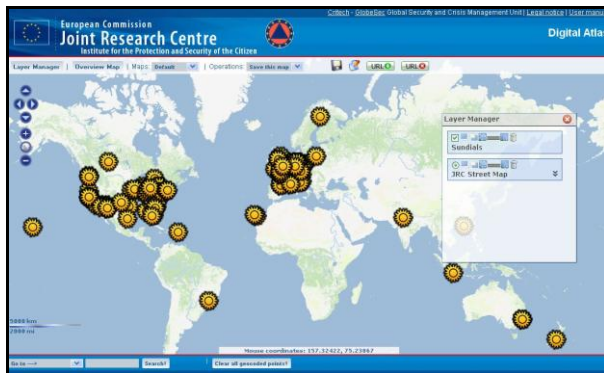 Critech - GlobeSec Global Security and Crisis Management Unit | Legal notice | User manu
European Commission
Joint Research Centre
Institute for the Protection and Security of the Citizen
Digital Atlas
Layer Manager | Overview Map | Maps: Default | Operations: Save this map
URL URL
Layer Manager
Sundials
JRC Street Map
5000 km
2000 mi
Mouse coordinates: 157.32422, 75.23067
Go to --->
Search!
Clear all geocoded points!